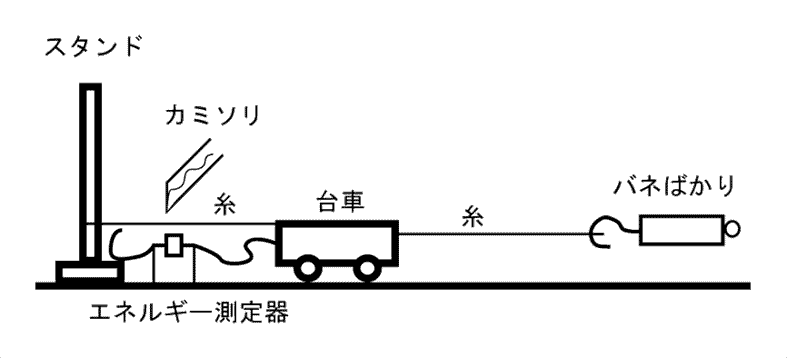 スタンド
カミソリ
糸
台車
糸
バネばかり
エネルギー測定器